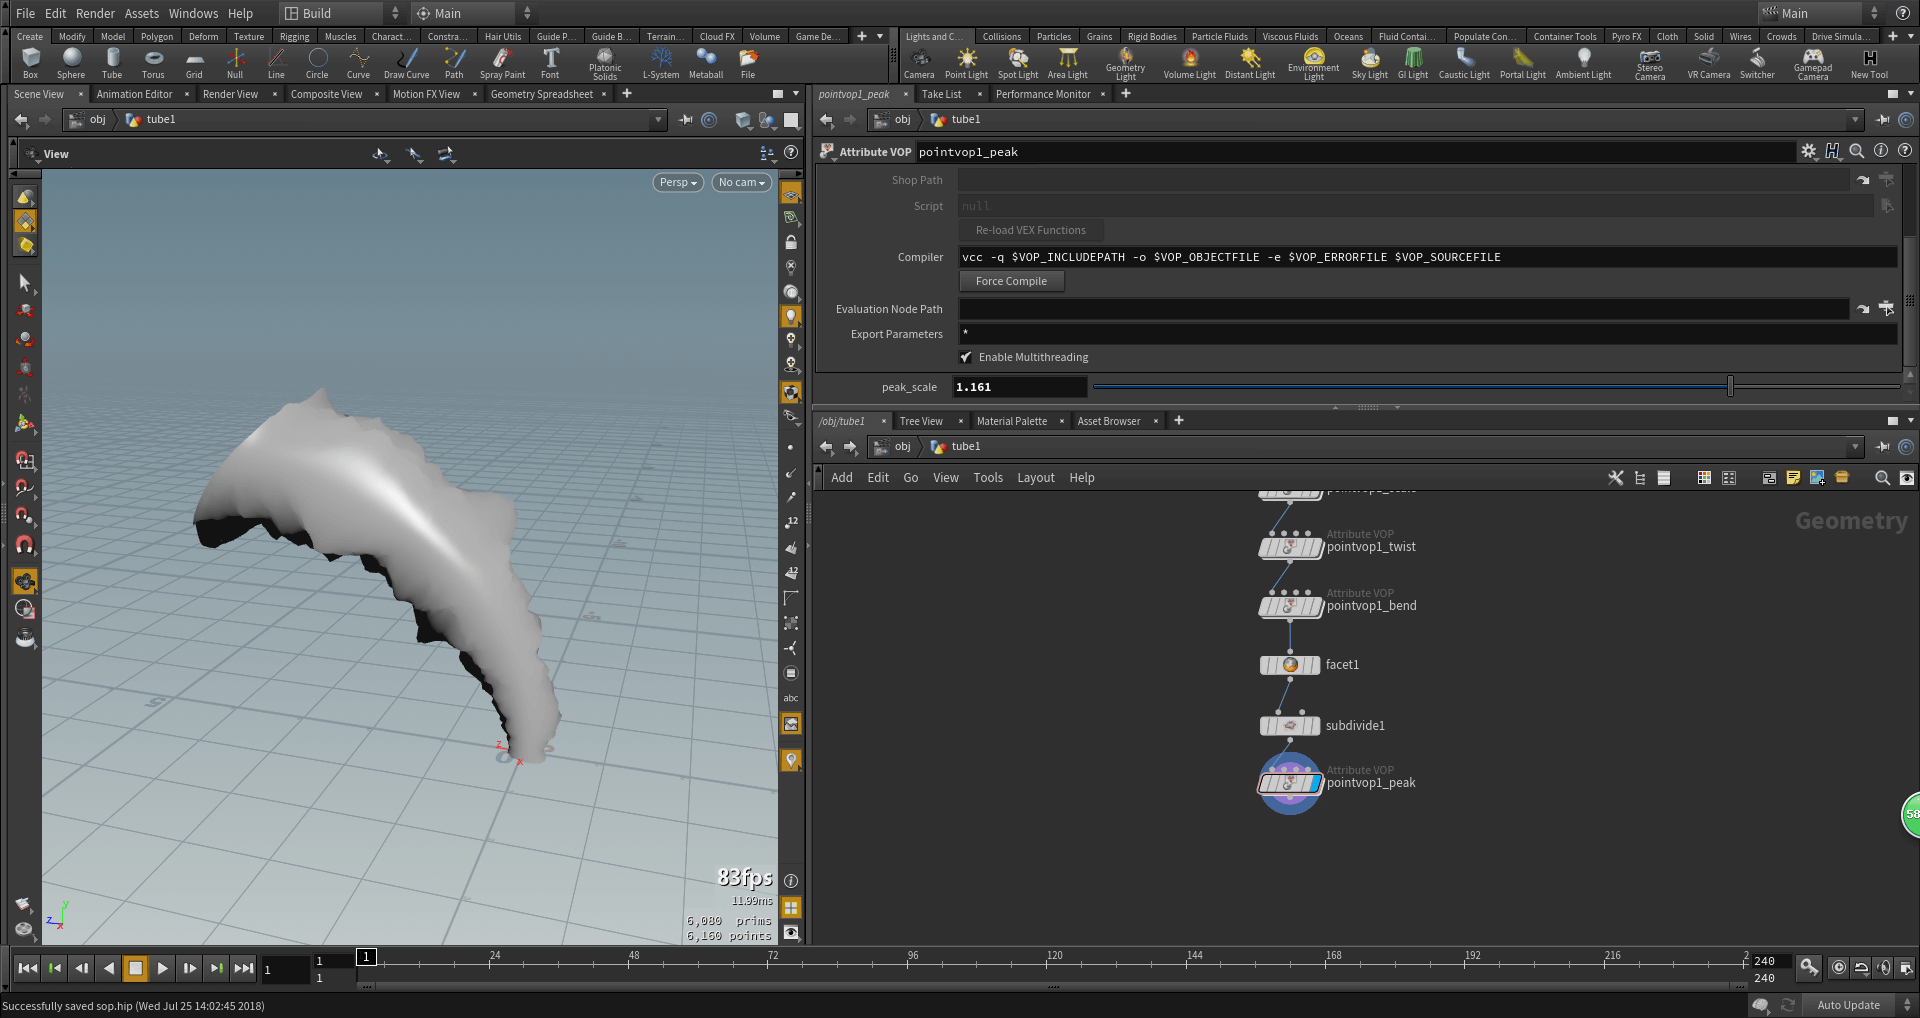 File Edit Render Assets Windows Help Build Main Main
Create Modify Model Polygon Deform Texture Rigging Muscles Charact... Constra... Hair Utils Guide P... Guide B... Terrain... Cloud FX Volume Game De...
Lights and C... Collisions Particles Grains Rigid Bodies Particle Fluids Viscous Fluids Oceans Fluid Contai... Populate Con... Container Tools Pyro FX Cloth Solid Wires Crowds Drive Simula...
Box Sphere Tube Torus Grid Null Line Circle Curve Draw Curve Path Spray Paint Font Platonic Solids L-System Metaball File
Camera Point Light Spot Light Area Light Geometry Light Volume Light Distant Light Environment Light Sky Light GI Light Caustic Light Portal Light Ambient Light Stereo Camera VR Camera Switcher Gamepad Camera New Tool
Scene View Animation Editor Render View Composite View Motion FX View Geometry Spreadsheet
obj tube1
View
Persp No cam
12
12
abc
83fps
11.99ms
6,080 prims
6,160 points
y
z x
z
x
5
0
pointvop1_peak Take List Performance Monitor
obj tube1
Attribute VOP pointvop1_peak
Shop Path
Script null
Re-load VEX Functions
Compiler vcc -q $VOP_INCLUDEPATH -o $VOP_OBJECTFILE -e $VOP_ERRORFILE $VOP_SOURCEFILE
Force Compile
Evaluation Node Path
Export Parameters *
Enable Multithreading
peak_scale 1.161
/obj/tube1 Tree View Material Palette Asset Browser
obj tube1
Add Edit Go View Tools Layout Help
Geometry
Attribute VOP
pointvop1_twist
Attribute VOP
pointvop1_bend
facet1
subdivide1
Attribute VOP
pointvop1_peak
58
1 1 1 1 24 48 72 96 120 144 168 192 216 2 240
240
Successfully saved sop.hip (Wed Jul 25 14:02:45 2018)
Auto Update